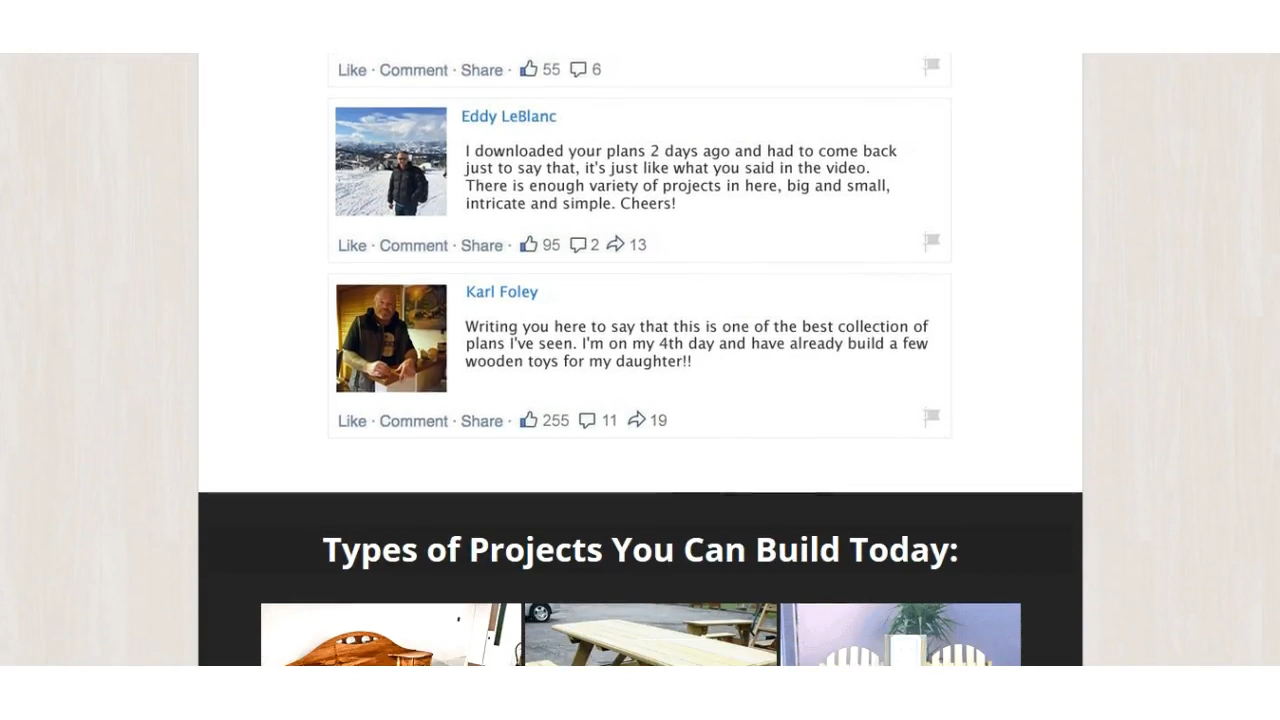 Like · Comment · Share · 55 6
Eddy LeBlanc
I downloaded your plans 2 days ago and had to come back
just to say that, it's just like what you said in the video.
There is enough variety of projects in here, big and small,
intricate and simple. Cheers!
Like · Comment · Share · 95 2 13
Karl Foley
Writing you here to say that this is one of the best collection of
plans I've seen. I'm on my 4th day and have already build a few
wooden toys for my daughter!!
Like · Comment · Share · 255 11 19
Types of Projects You Can Build Today: